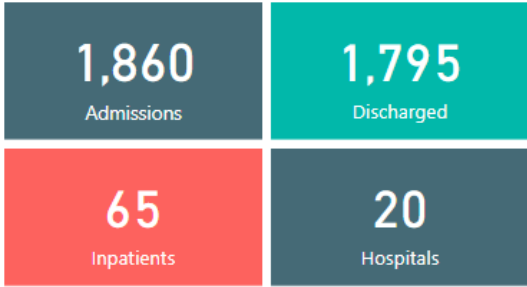 1,860
Admissions
1,795
Discharged
65
Inpatients
20
Hospitals